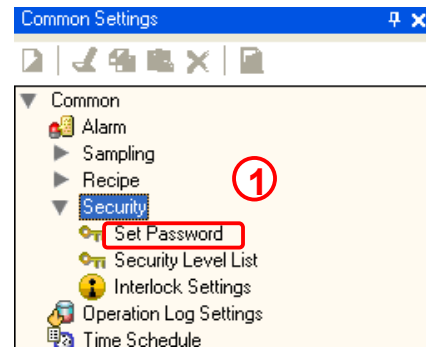 Common Settings
Common
Alarm
Sampling
Recipe
1
Security
Set Password
Security Level List
Interlock Settings
Operation Log Settings
Time Schedule